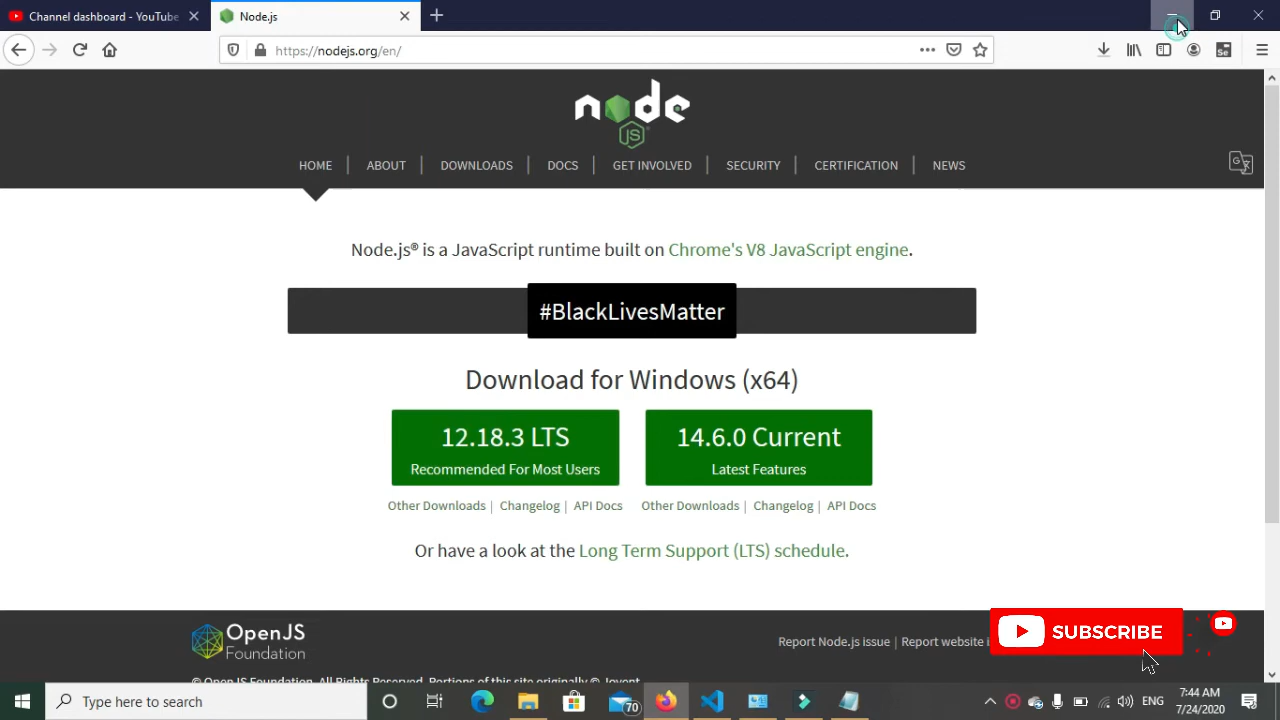 Channel dashboard - YouTube
Node.js
https://nodejs.org/en/
Se
node
JS
HOME
ABOUT
DOWNLOADS
DOCS
GET INVOLVED
SECURITY
CERTIFICATION
NEWS
Node.js® is a JavaScript runtime built on Chrome's V8 JavaScript engine.
#BlackLivesMatter
Download for Windows (x64)
12.18.3 LTS
Recommended For Most Users
14.6.0 Current
Latest Features
Other Downloads | Changelog | API Docs
Other Downloads | Changelog | API Docs
Or have a look at the Long Term Support (LTS) schedule.
OpenJS
Foundation
Report Node.js issue | Report website
SUBSCRIBE
© OpenJS Foundation. All Rights Reserved. Portions of this site originally © Joyent.
Type here to search
70
ENG
7:44 AM
7/24/2020